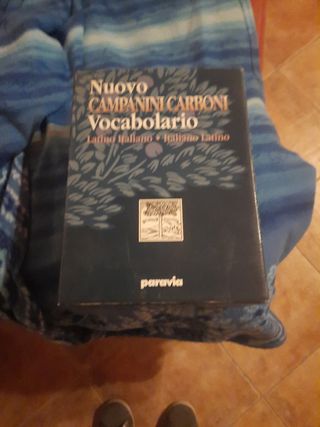 Nuovo
CAMPANINI CARBONI
Vocabolario
Latino Italiano • Italiano Latino
paravia